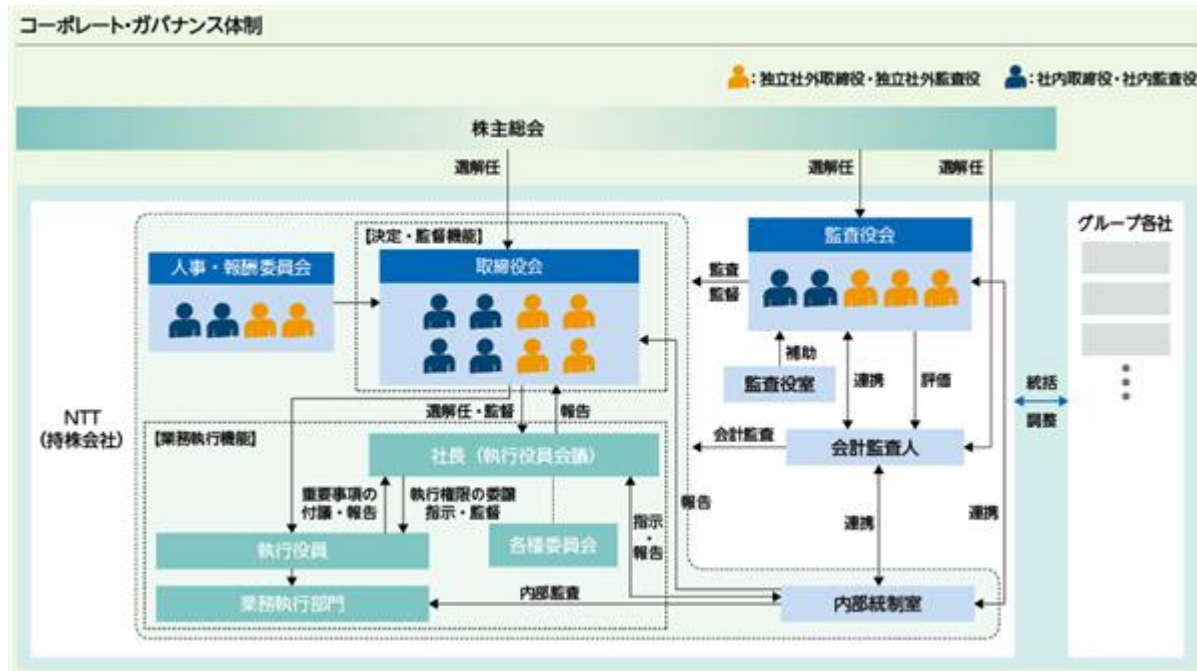 コーポレート・ガバナンス体制
：独立社外取締役・独立社外監査役
：社内取締役・社内監査役
株主総会
選解任
選解任
選解任
【決定・監督機能】
人事・報酬委員会
取締役会
監査役会
グループ各社
監査
監督
補助
監査役室
連携
評価
統括
調整
NTT
（持株会社）
選解任・監督
報告
【業務執行機能】
社長（執行役員会議）
会計監査
会計監査人
重要事項の
付議・報告
執行権限の委譲
指示・監督
指示
・
報告
報告
連携
連携
執行役員
各種委員会
業務執行部門
内部監査
内部統制室